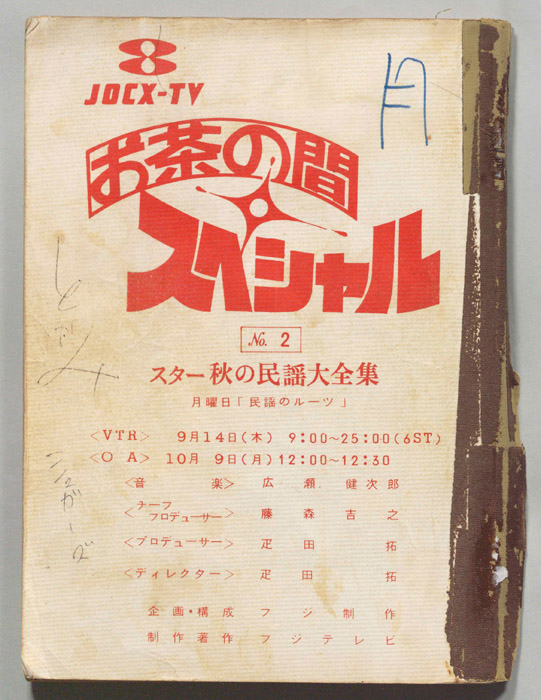 8
JOCX-TV
月
お茶の間
スペシャル
No. 2
スター秋の民謡大全集
月曜日「民謡のルーツ」
<VTR> 9月14日(木) 9:00~25:00(6ST)
<O A> 10月 9日(月) 12:00~12:30
<音楽> 広瀬健次郎
<チーフプロデューサー> 藤森吉之
<プロデューサー> 疋田拓
<ディレクター> 疋田拓
企画・構成 フジ制作
制作著作 フジテレビ
シュガーズ